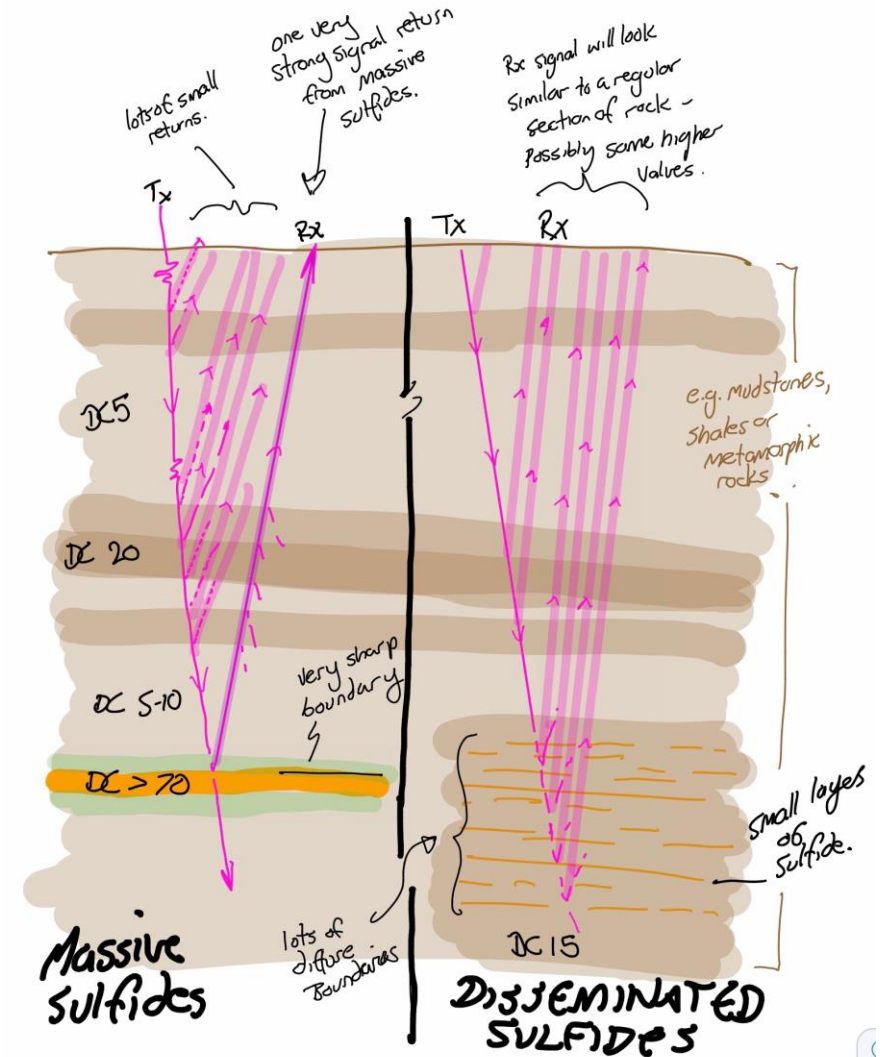 lots of small
returns.
one very
strong signal return
from Massive
sulfides.
Rx signal will look
similar to a regular
section of rock -
Possibly some higher
values.
Tx
Rx
Tx
Rx
DC5
DC 20
DC 5-10
very sharp
boundary
DC > 70
e.g. mudstones,
shales or
metamorphic
rocks
small layes
of
sulfide.
lots of
diffuse
Boundaries
DC 15
Massive
Sulfides
DISSEMINATED
SULFIDES